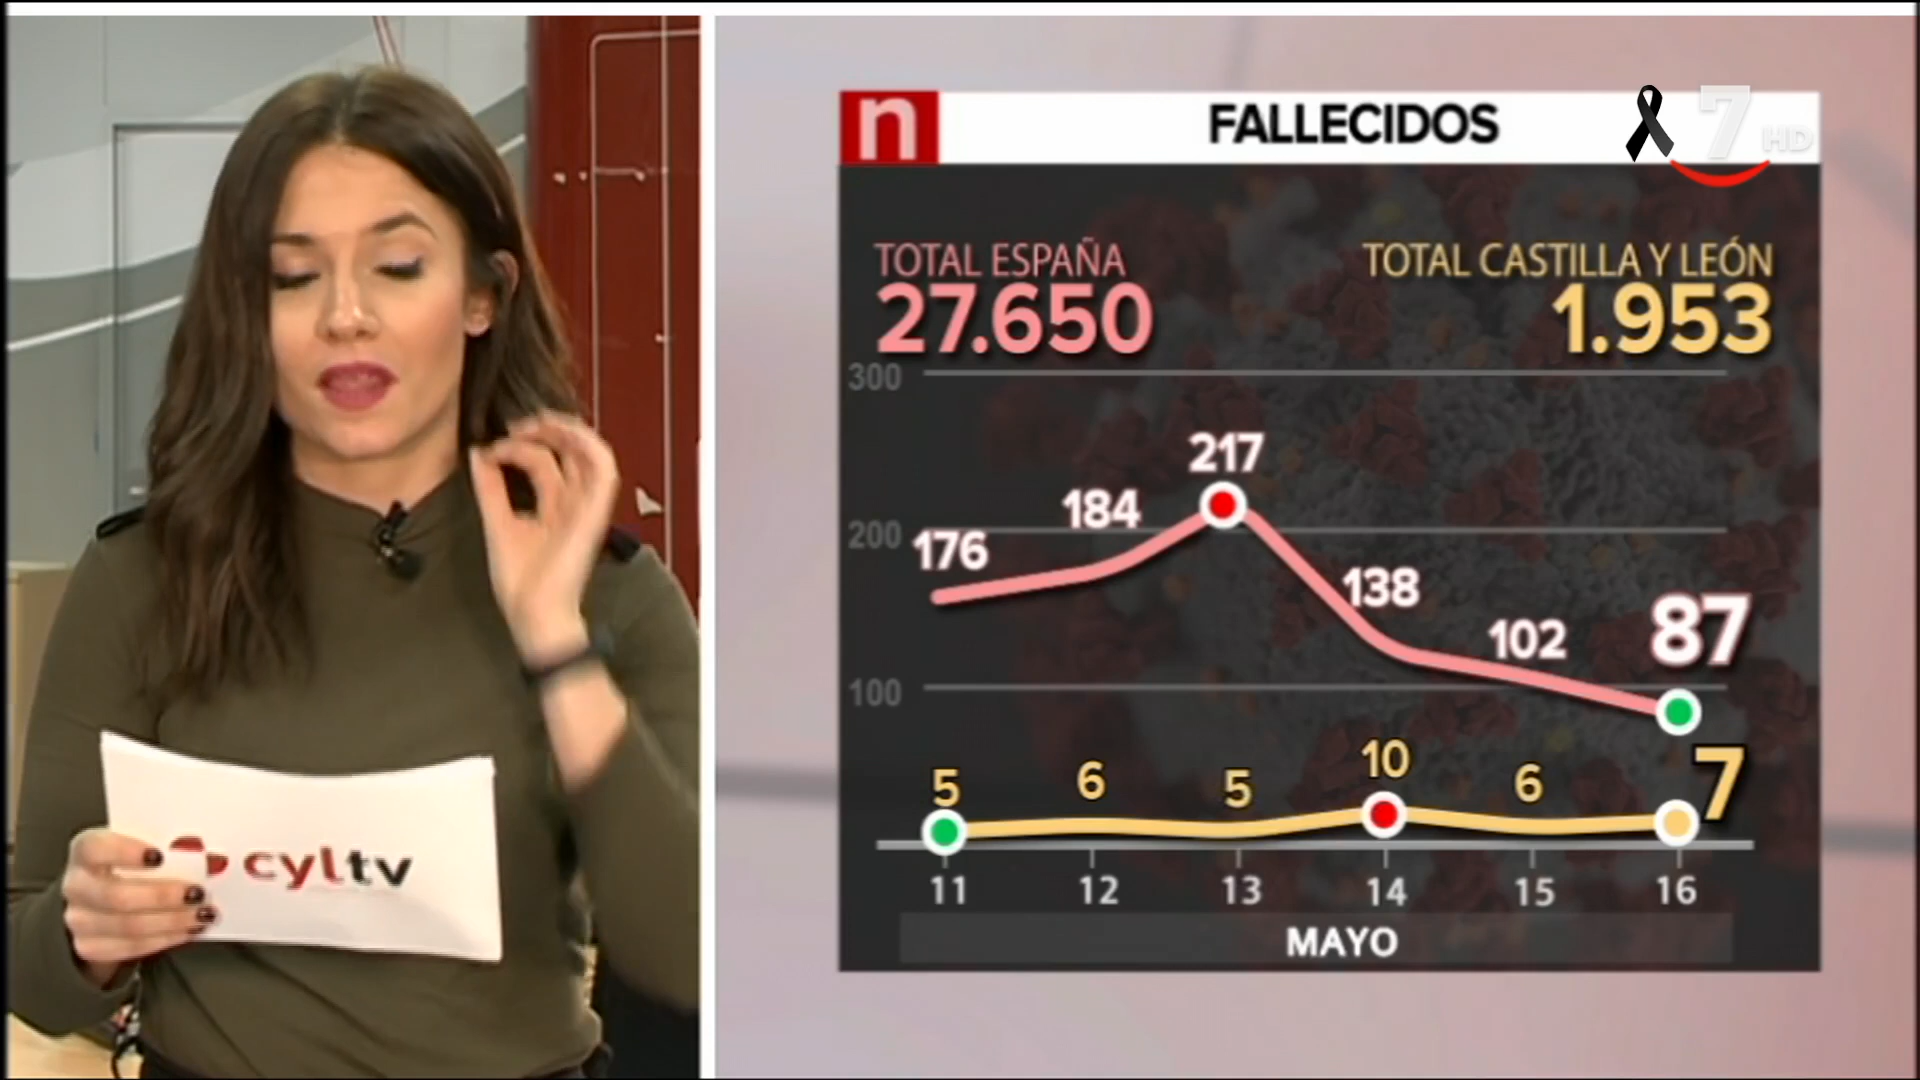 n FALLECIDOS
7 HD
TOTAL ESPAÑA
27.650
TOTAL CASTILLA Y LEÓN
1.953
300
217
184
200
176
138
102
87
100
5
6
5
10
6
7
11 12 13 14 15 16
MAYO
cyltv